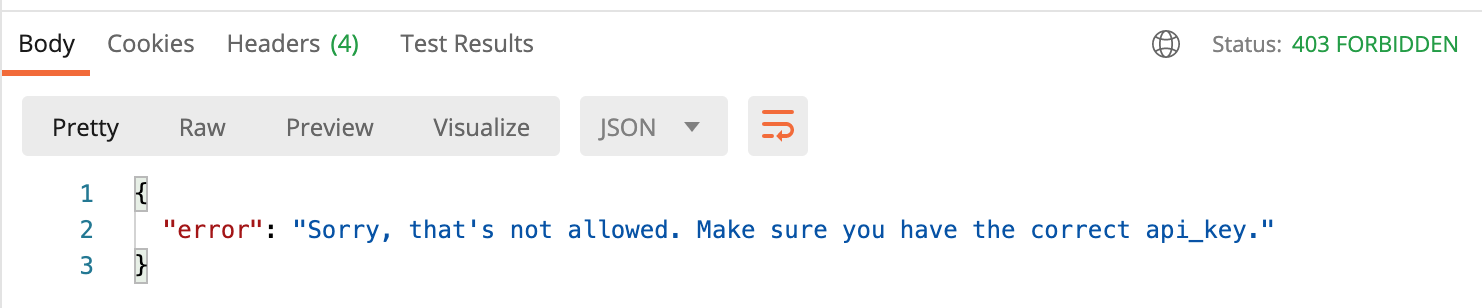 Body Cookies Headers (4) Test Results Status: 403 FORBIDDEN
Pretty Raw Preview Visualize JSON
1 {
2 "error": "Sorry, that's not allowed. Make sure you have the correct api_key."
3 }